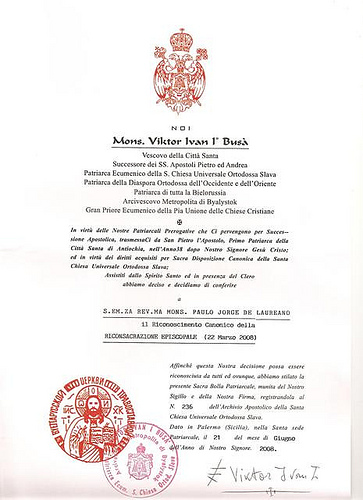 NOI
Mons. Viktor Ivan I° Busà
Vescovo della Città Santa
Successore dei SS. Apostoli Pietro ed Andrea
Patriarca Ecumenico della S. Chiesa Universale Ortodossa Slava
Patriarca della Diaspora Ortodossa dell'Occidente e dell'Oriente
Patriarca di tutta la Bielorussia
Arcivescovo Metropolita di Byalystok
Gran Priore Ecumenico della Pia Unione delle Chiese Cristiane
In virtù delle Nostre Patriarcali Prerogative che Ci pervengono per Succes-
sione Apostolica, trasmessaCi da San Pietro l'Apostolo, Primo Patriarca della
Città Santa di Antiochia, nell'Anno38 dopo Nostro Signore Gesù Cristo;
ed in virtù dei diritti acquisiti per Sacra Disposizione Canonica della Santa
Chiesa Universale Ortodossa Slava;
Assistiti dallo Spirito Santo ed in presenza del Clero
abbiamo deciso e decidiamo di conferire
a
S.EM.ZA REV.MA MONS. PAULO JORGE DE LAUREANO
il Riconoscimento Canonico della
RICONSACRAZIONE EPISCOPALE (22 Marzo 2008)
Affinché questa Nostra decisione possa essere
riconosciuta da tutti ed ovunque, abbiamo stilato la
presente Sacra Bolla Patriarcale, munita del Nostro
Sigillo e della Nostra Firma, registrandola al
N. 236 dell'Archivio Apostolico della Santa
Chiesa Universale Ortodossa Slava.
Dato in Palermo (Sicilia), nella Santa sede
Patriarcale, il 21 del mese di Giugno
dell'Anno di Nostro Signore. 2008.
Viktor Ivan I.